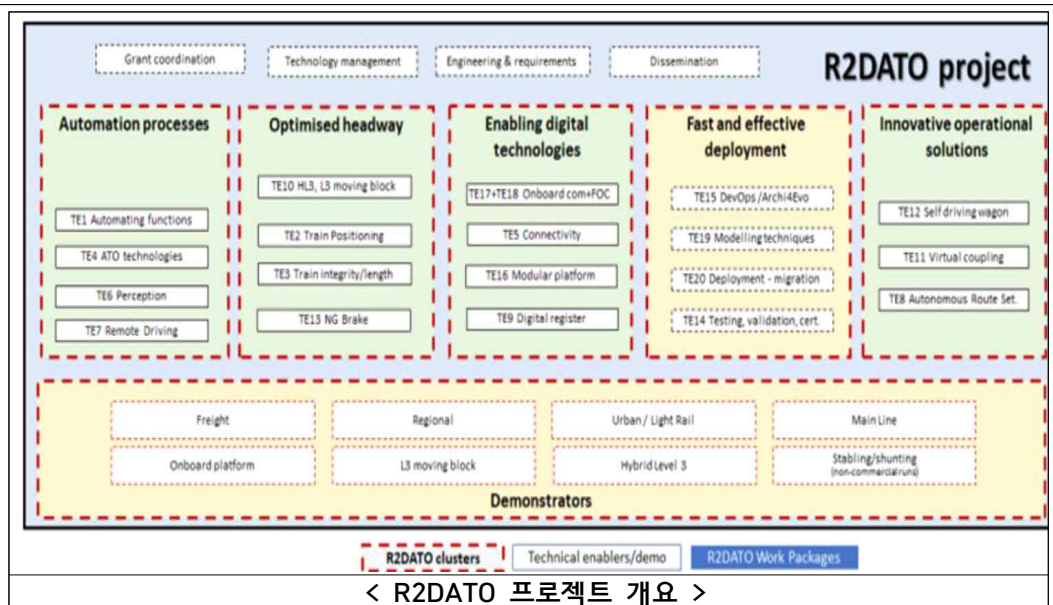 Grant coordination
Technology management
Engineering & requirements
Dissemination
R2DATO project
Automation processes
TE1 Automating functions
TE4 ATO technologies
TE6 Perception
TE7 Remote Driving
Optimised headway
TE10 HL3, L3 moving block
TE2 Train Positioning
TE3 Train integrity/length
TE13 NG Brake
Enabling digital
technologies
TE17+TE18 Onboard com+FOC
TE5 Connectivity
TE16 Modular platform
TE9 Digital register
Fast and effective
deployment
TE15 DevOps /Archi4Evo
TE19 Modelling techniques
TE20 Deployment - migration
TE14 Testing, validation, cert.
Innovative operational
solutions
TE12 Self driving wagon
TE11 Virtual coupling
TE8 Autonomous Route Set.
Freight
Regional
Urban / Light Rail
Main Line
Onboard platform
L3 moving block
Hybrid Level 3
Stabling/shunting
(non-commercial runs)
Demonstrators
R2DATO clusters
Technical enablers/demo
R2DATO Work Packages
< R2DATO 프로젝트 개요 >